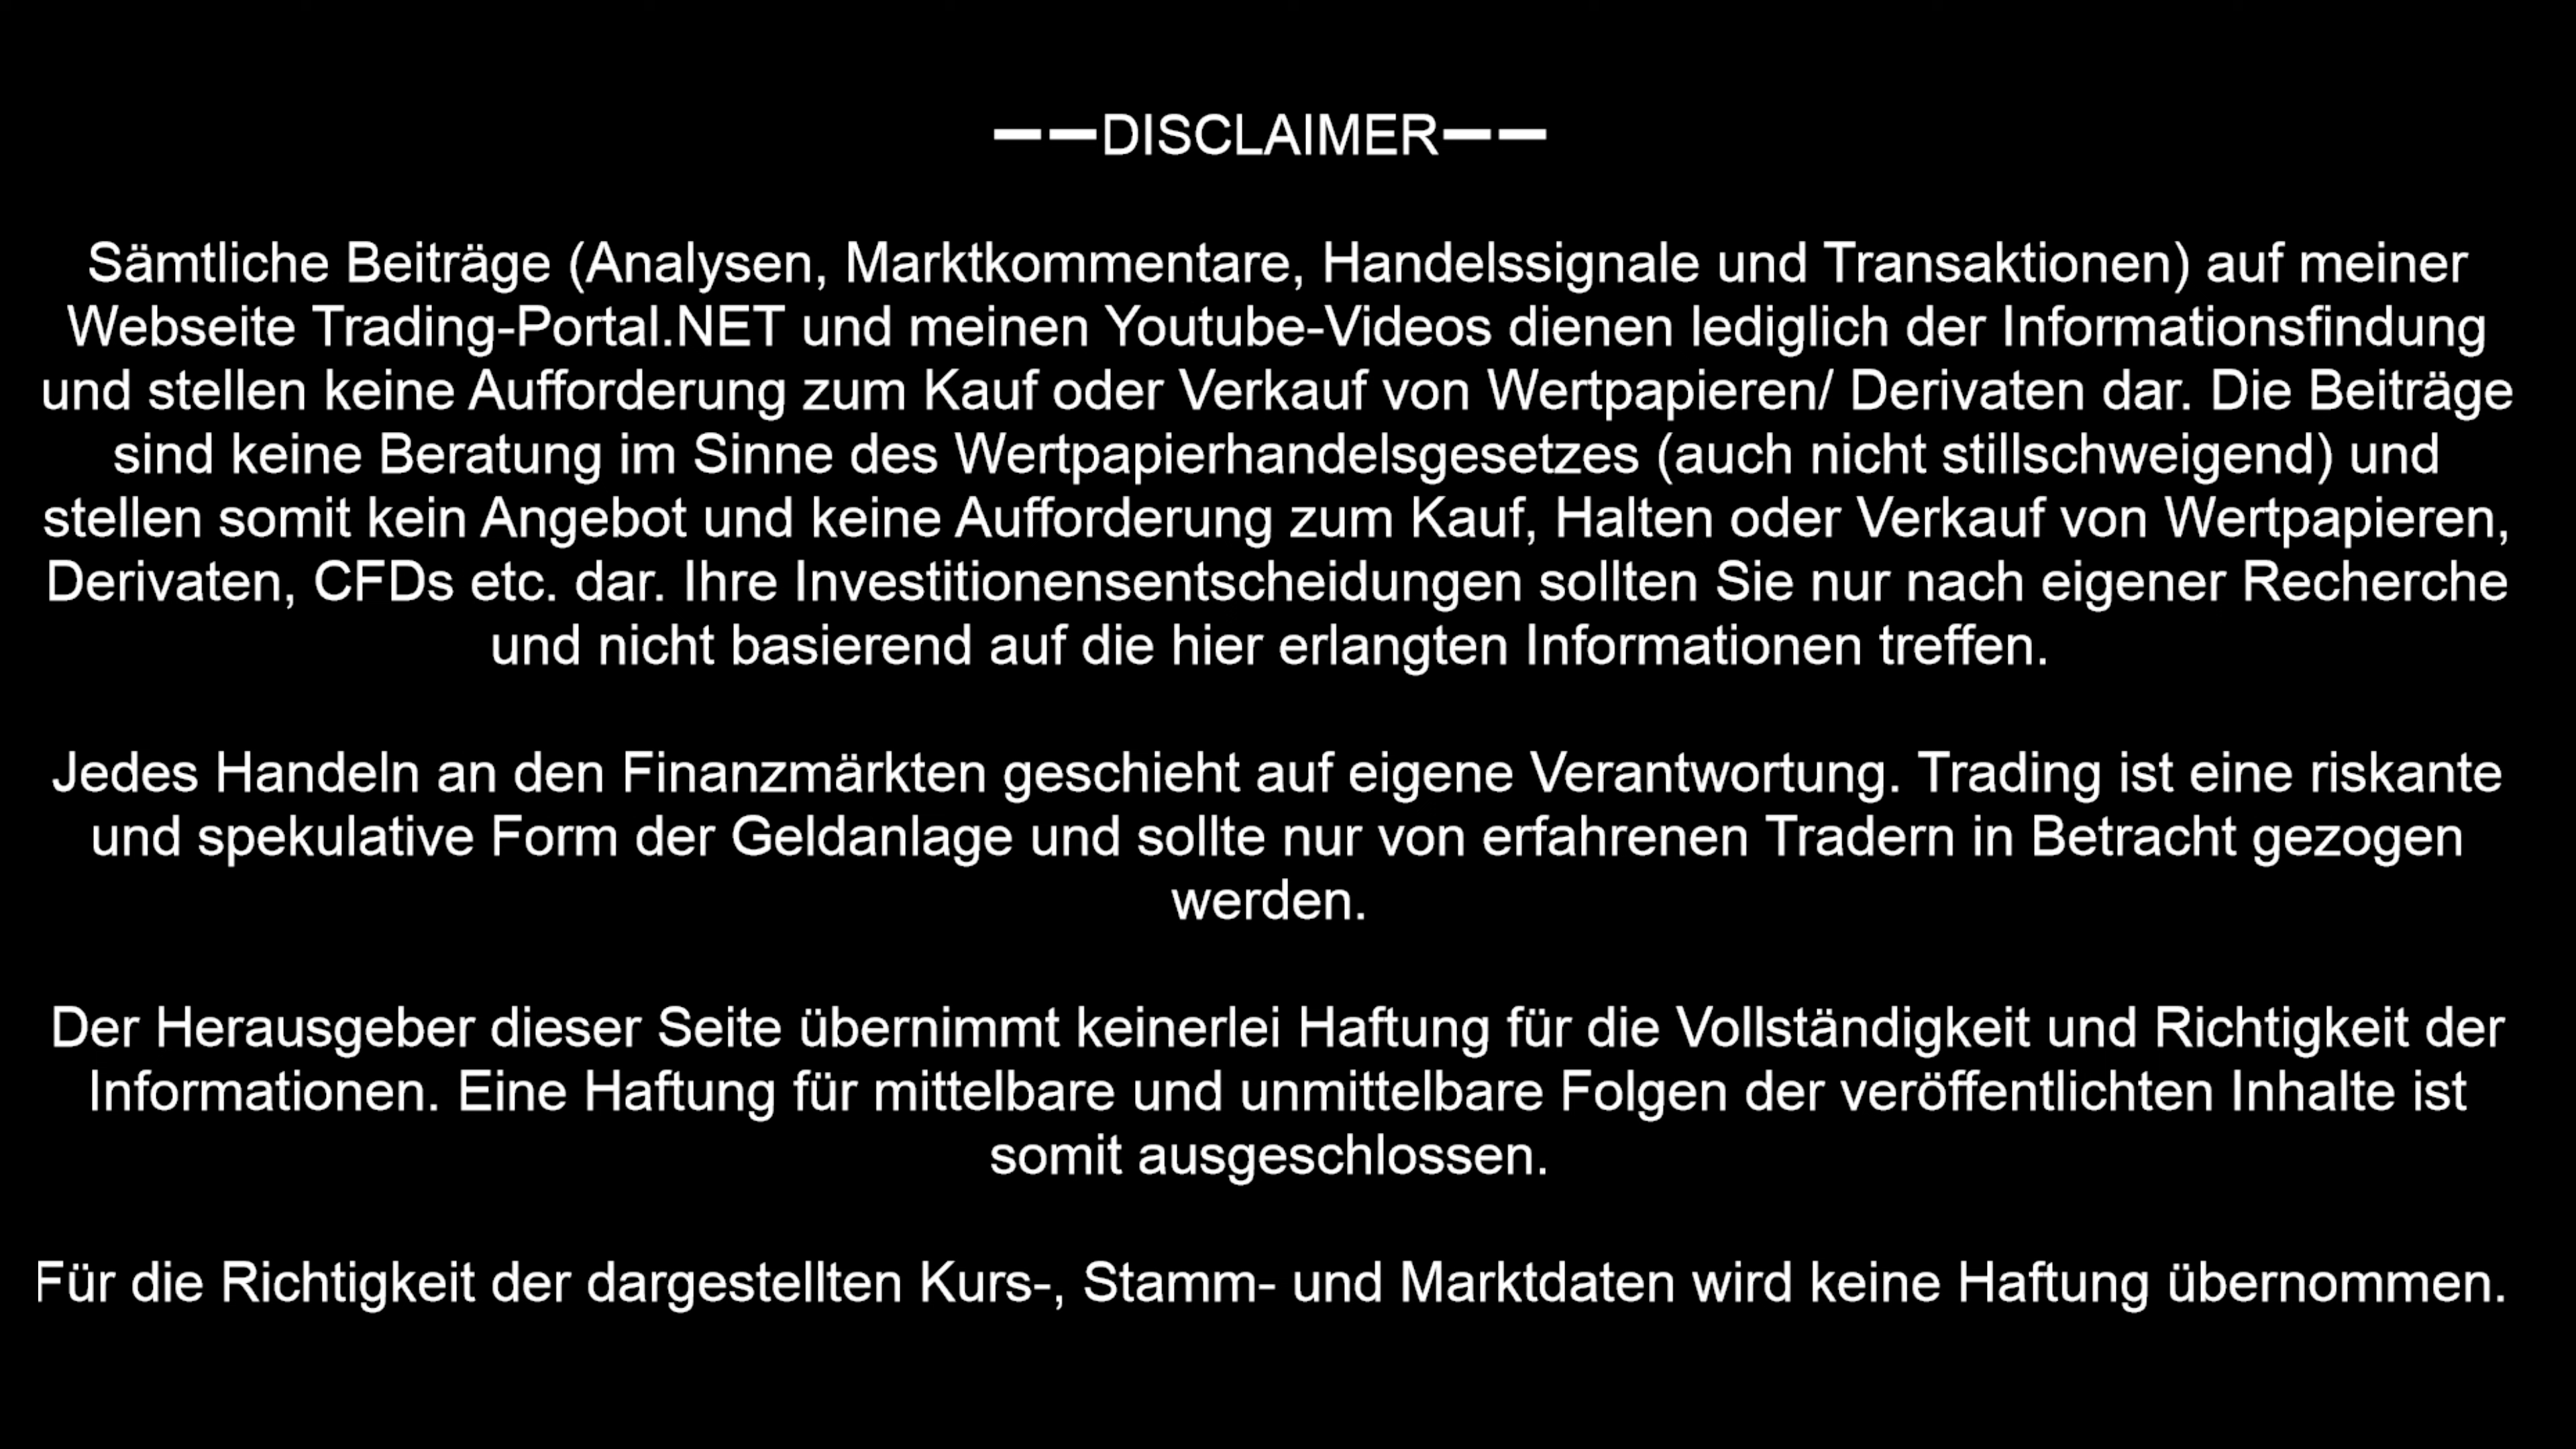 ——DISCLAIMER——
Sämtliche Beiträge (Analysen, Marktkommentare, Handelssignale und Transaktionen) auf meiner
Webseite Trading-Portal.NET und meinen Youtube-Videos dienen lediglich der Informationsfindung
und stellen keine Aufforderung zum Kauf oder Verkauf von Wertpapieren/ Derivaten dar. Die Beiträge
sind keine Beratung im Sinne des Wertpapierhandelsgesetzes (auch nicht stillschweigend) und
stellen somit kein Angebot und keine Aufforderung zum Kauf, Halten oder Verkauf von Wertpapieren,
Derivaten, CFDs etc. dar. Ihre Investitionensentscheidungen sollten Sie nur nach eigener Recherche
und nicht basierend auf die hier erlangten Informationen treffen.
Jedes Handeln an den Finanzmärkten geschieht auf eigene Verantwortung. Trading ist eine riskante
und spekulative Form der Geldanlage und sollte nur von erfahrenen Tradern in Betracht gezogen
werden.
Der Herausgeber dieser Seite übernimmt keinerlei Haftung für die Vollständigkeit und Richtigkeit der
Informationen. Eine Haftung für mittelbare und unmittelbare Folgen der veröffentlichten Inhalte ist
somit ausgeschlossen.
Für die Richtigkeit der dargestellten Kurs-, Stamm- und Marktdaten wird keine Haftung übernommen.